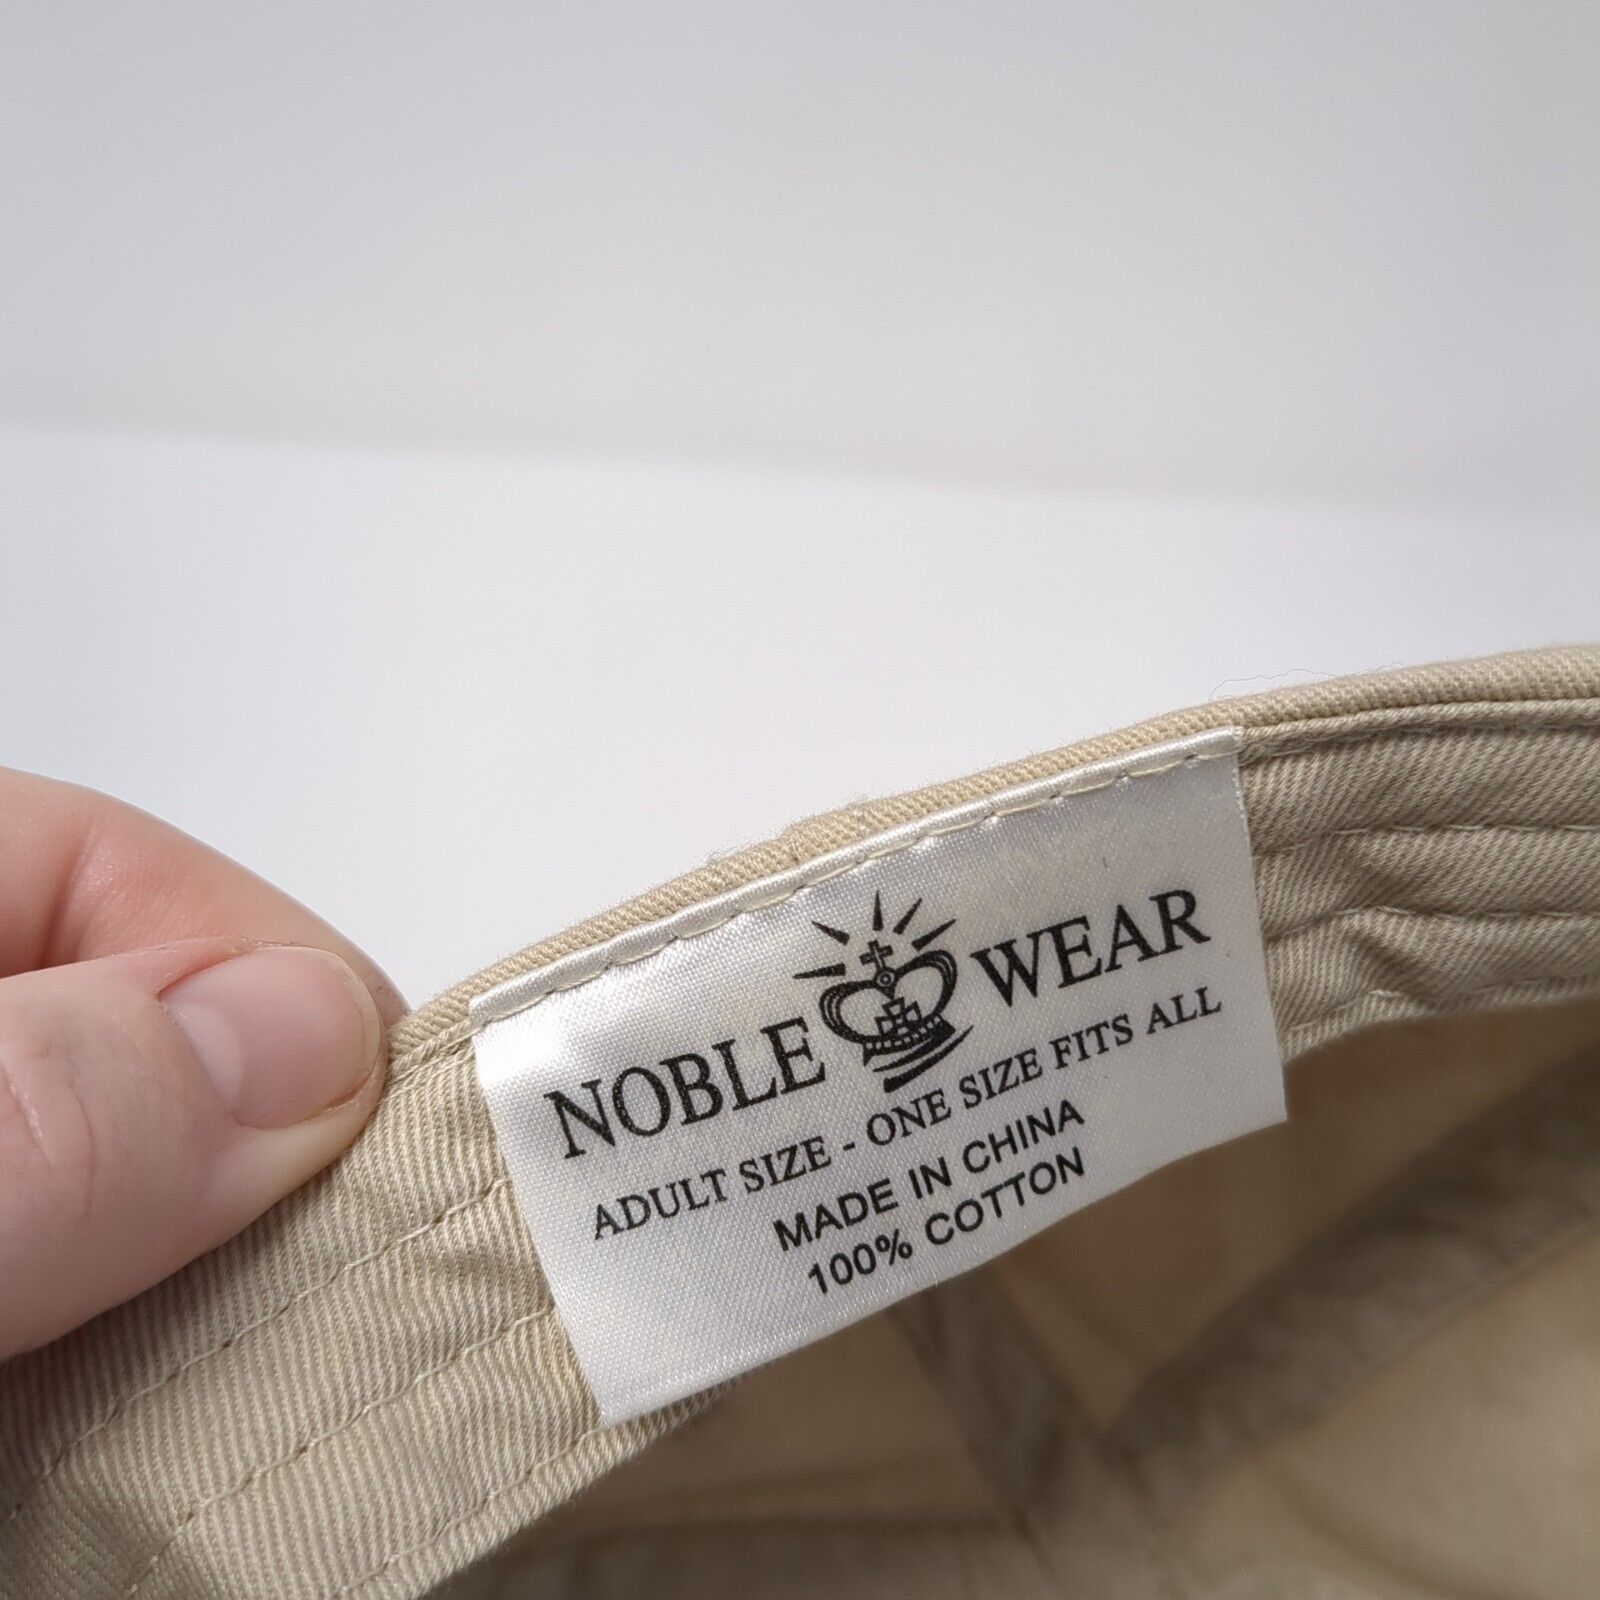 NOBLE WEAR
ADULT SIZE - ONE SIZE FITS ALL
MADE IN CHINA
100% COTTON